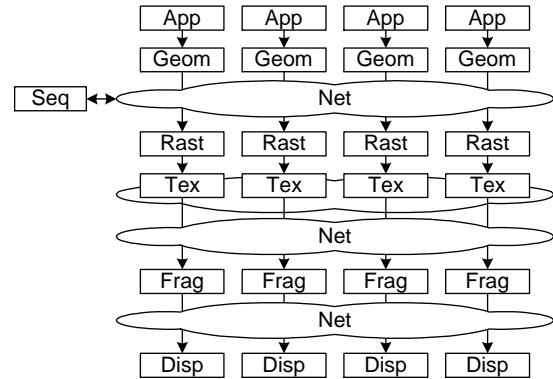 App App App App
Geom Geom Geom Geom
Seq Net
Rast Rast Rast Rast
Tex Tex Tex Tex
Net
Frag Frag Frag Frag
Net
Disp Disp Disp Disp